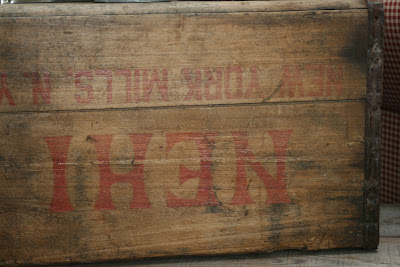 NEHI
NEW YORK MILLS, N. Y